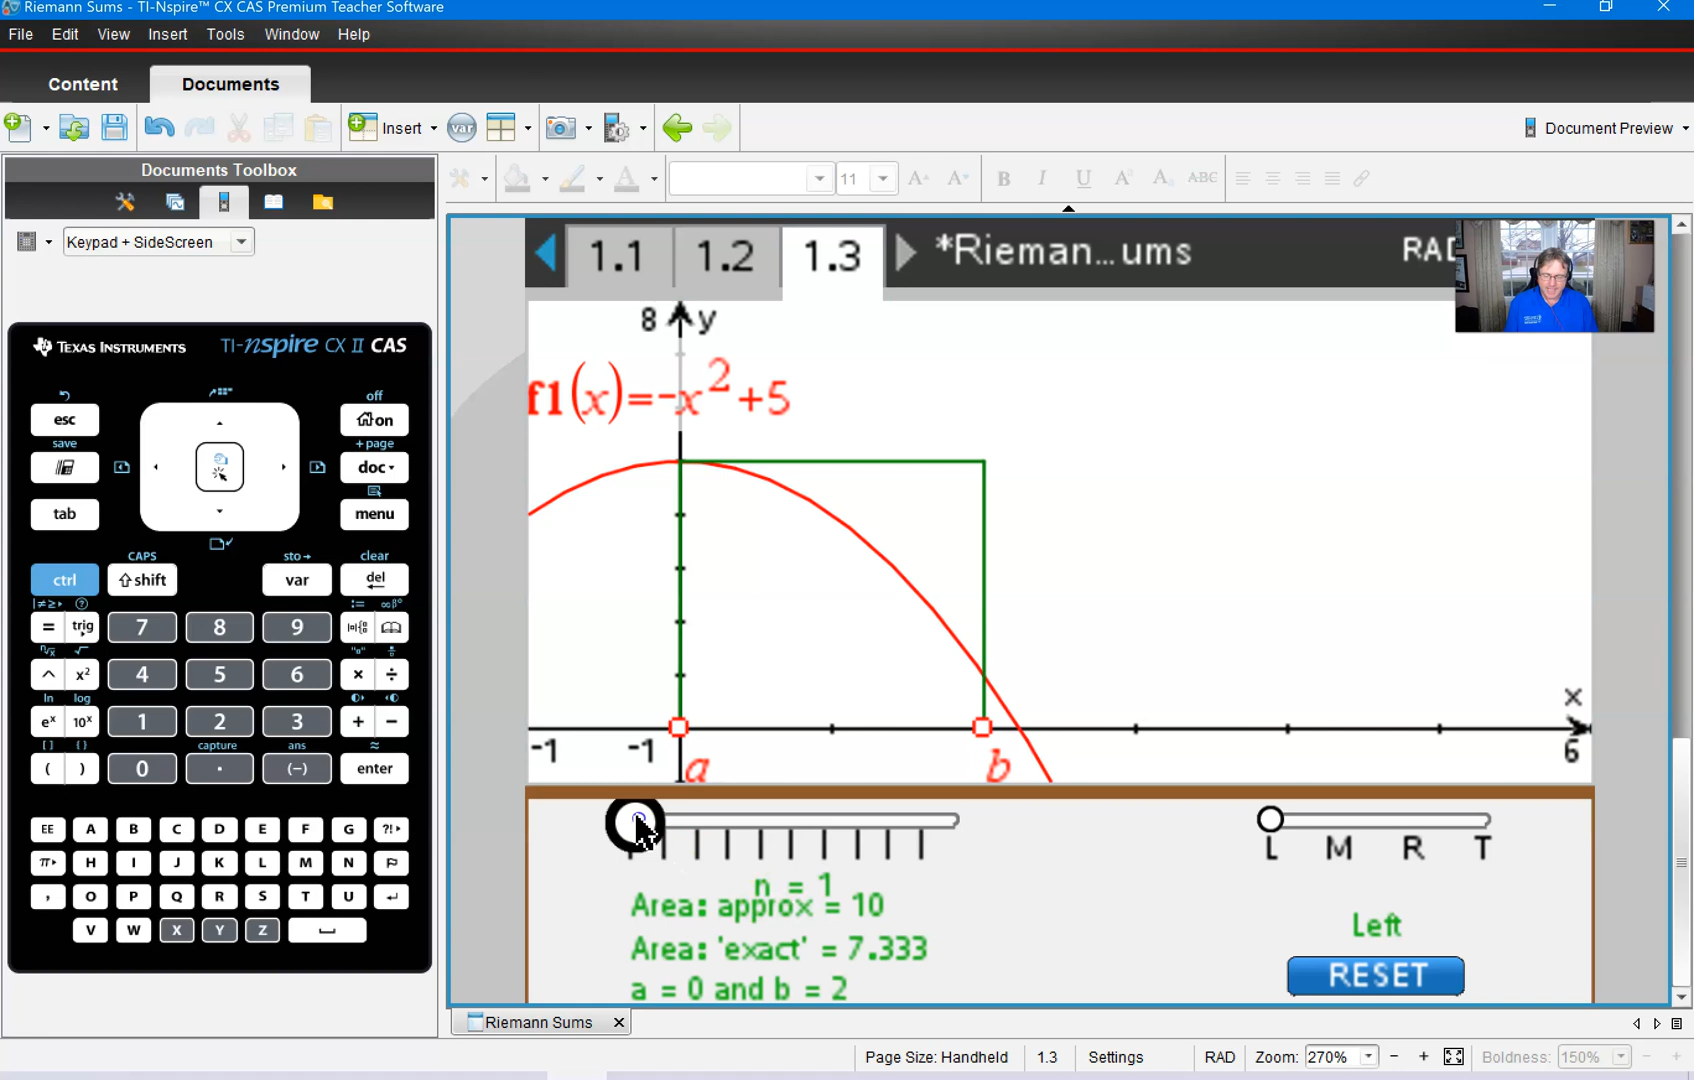 Riemann Sums - TI-Nspire™ CX CAS Premium Teacher Software
File Edit View Insert Tools Window Help
Content Documents
Insert var Document Preview
Documents Toolbox
11 B I U A A ABC
Keypad + SideScreen
1.1 1.2 1.3 *Rieman...ums RAD
8 y
f1(x)=-x²+5
x
-1 -1 6
a b
L M R T
n = 1
Area: approx = 10
Area: 'exact' = 7.333
a = 0 and b = 2
Left
RESET
TEXAS INSTRUMENTS TI-nspire CX II CAS
off
esc on
save + page
doc
tab menu
CAPS sto→ clear
ctrl shift var del
= trig 7 8 9
^ x² 4 5 6 × ÷
ln log
eˣ 10ˣ 1 2 3 + −
[ ] { } capture ans ≈
( ) 0 . (−) enter
EE A B C D E F G ?!
π H I J K L M N
, O P Q R S T U
V W X Y Z
Riemann Sums
Page Size: Handheld 1.3 Settings RAD Zoom: 270% - + Boldness: 150% - +